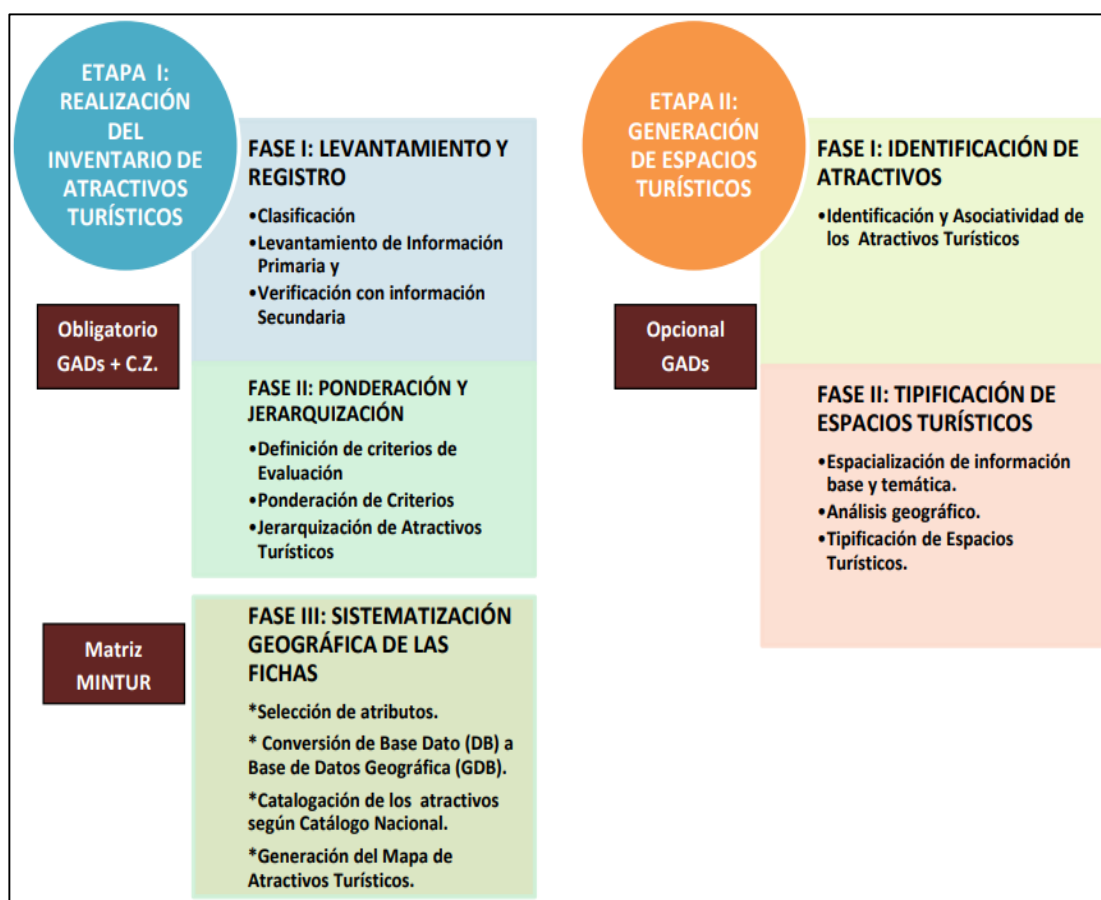 ETAPA I:
REALIZACIÓN
DEL
INVENTARIO DE
ATRACTIVOS
TURÍSTICOS
FASE I: LEVANTAMIENTO Y
REGISTRO
•Clasificación
•Levantamiento de Información
Primaria y
•Verificación con información
Secundaria
Obligatorio
GADs + C.Z.
FASE II: PONDERACIÓN Y
JERARQUIZACIÓN
•Definición de criterios de
Evaluación
•Ponderación de Criterios
•Jerarquización de Atractivos
Turísticos
Matriz
MINTUR
FASE III: SISTEMATIZACIÓN
GEOGRÁFICA DE LAS
FICHAS
*Selección de atributos.
* Conversión de Base Dato (DB) a
Base de Datos Geográfica (GDB).
*Catalogación de los atractivos
según Catálogo Nacional.
*Generación del Mapa de
Atractivos Turísticos.
ETAPA II:
GENERACIÓN
DE ESPACIOS
TURÍSTICOS
FASE I: IDENTIFICACIÓN DE
ATRACTIVOS
•Identificación y Asociatividad de
los Atractivos Turísticos
Opcional
GADs
FASE II: TIPIFICACIÓN DE
ESPACIOS TURÍSTICOS
•Espacialización de información
base y temática.
•Análisis geográfico.
•Tipificación de Espacios
Turísticos.